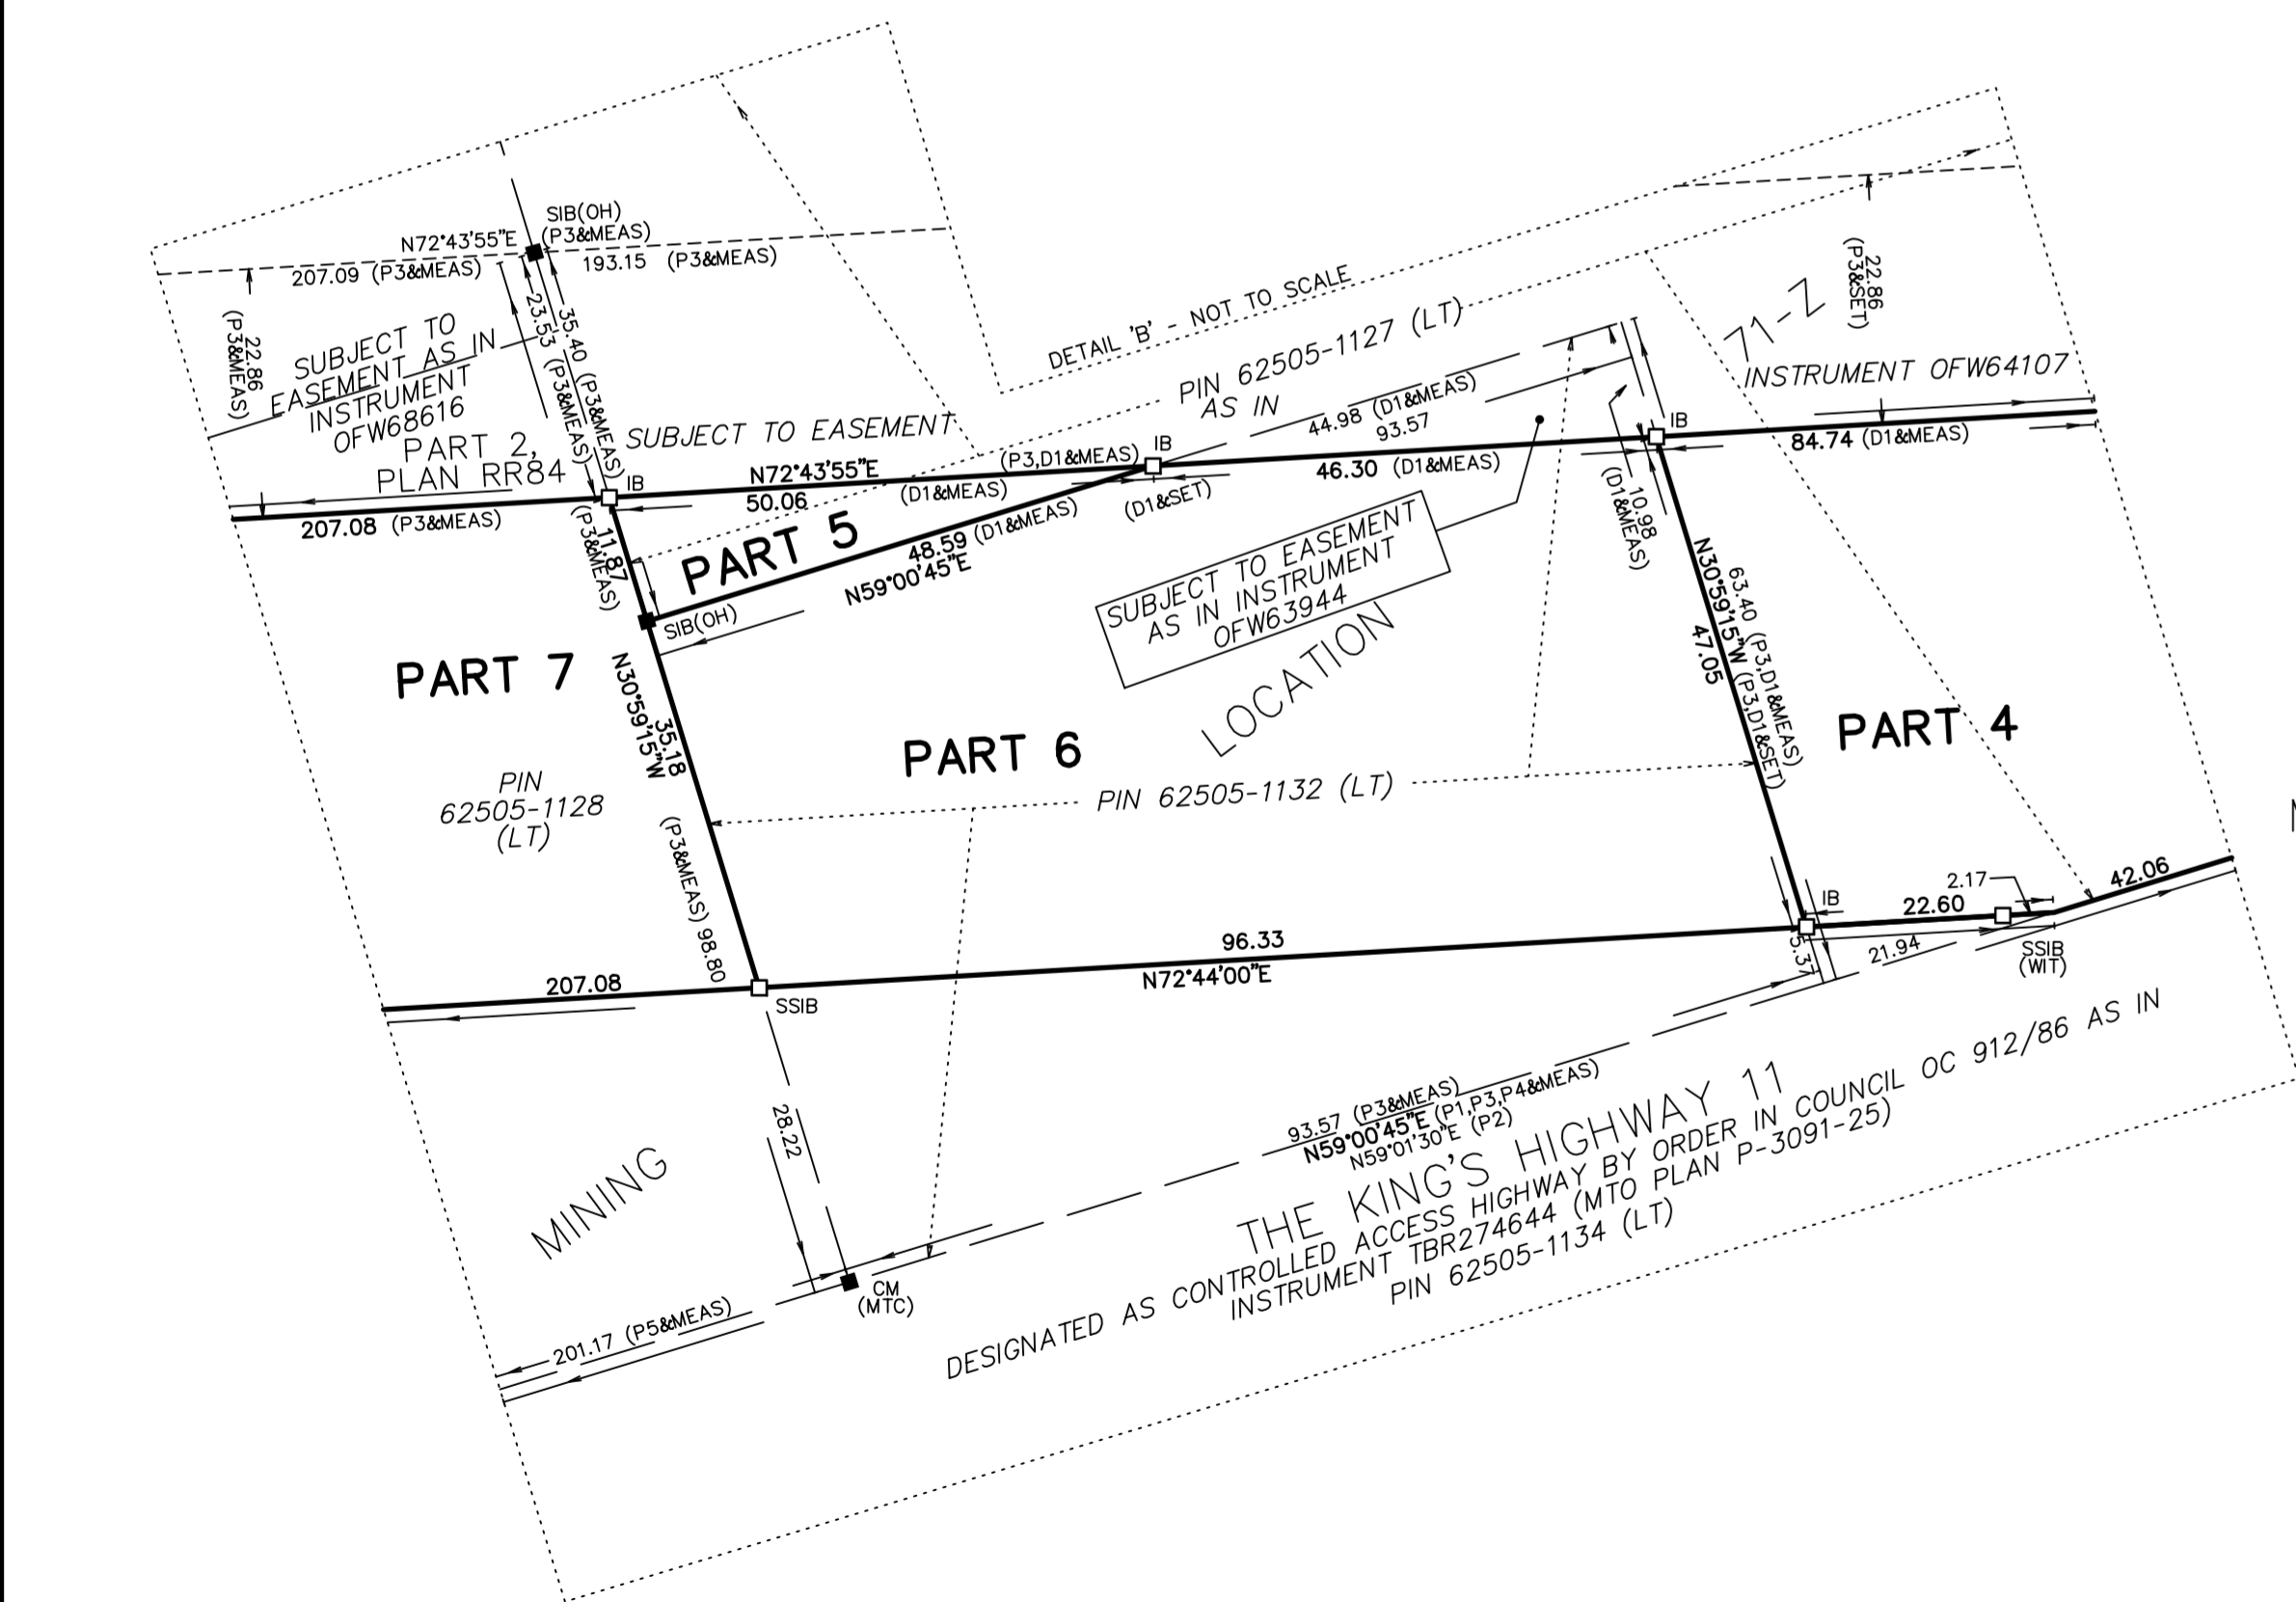 SIB(OH)
(P3&MEAS)
N72°43'55"E
207.09 (P3&MEAS)
193.15 (P3&MEAS)
22.86
(P3&MEAS)
23.53 (P3&MEAS)
35.40 (P3&MEAS)
SUBJECT TO
EASEMENT AS IN
INSTRUMENT
OFW68616
PART 2,
PLAN RR84
SUBJECT TO EASEMENT
DETAIL 'B' - NOT TO SCALE
PIN 62505-1127 (LT)
AS IN
44.98 (D1&MEAS)
93.57
71-Z
22.86
(P3&SET)
INSTRUMENT OFW64107
IB
84.74 (D1&MEAS)
IB
N72°43'55"E
(P3,D1&MEAS)
IB
50.06
(D1&MEAS)
(D1&SET)
46.30 (D1&MEAS)
10.98
(D1&MEAS)
207.08 (P3&MEAS)
11.87
(P3&MEAS)
PART 5
48.59 (D1&MEAS)
N59°00'45"E
SIB(OH)
SUBJECT TO EASEMENT
AS IN INSTRUMENT
OFW63944
LOCATION
63.40 (P3,D1&MEAS)
N30°59'15"W (P3,D1&SET)
47.05
PART 7
N30°59'15"W
35.18
(P3&MEAS) 98.80
PART 6
PART 4
PIN
62505-1128
(LT)
PIN 62505-1132 (LT)
2.17
42.06
IB
22.60
5.37
21.94
SSIB
(WIT)
96.33
N72°44'00"E
207.08
SSIB
28.22
MINING
93.57 (P3&MEAS)
N59°00'45"E (P1,P3,P4&MEAS)
N59°01'30"E (P2)
THE KING'S HIGHWAY 11
DESIGNATED AS CONTROLLED ACCESS HIGHWAY BY ORDER IN COUNCIL OC 912/86 AS IN
INSTRUMENT TBR274644 (MTO PLAN P-3091-25)
PIN 62505-1134 (LT)
CM
(MTC)
201.17 (P5&MEAS)